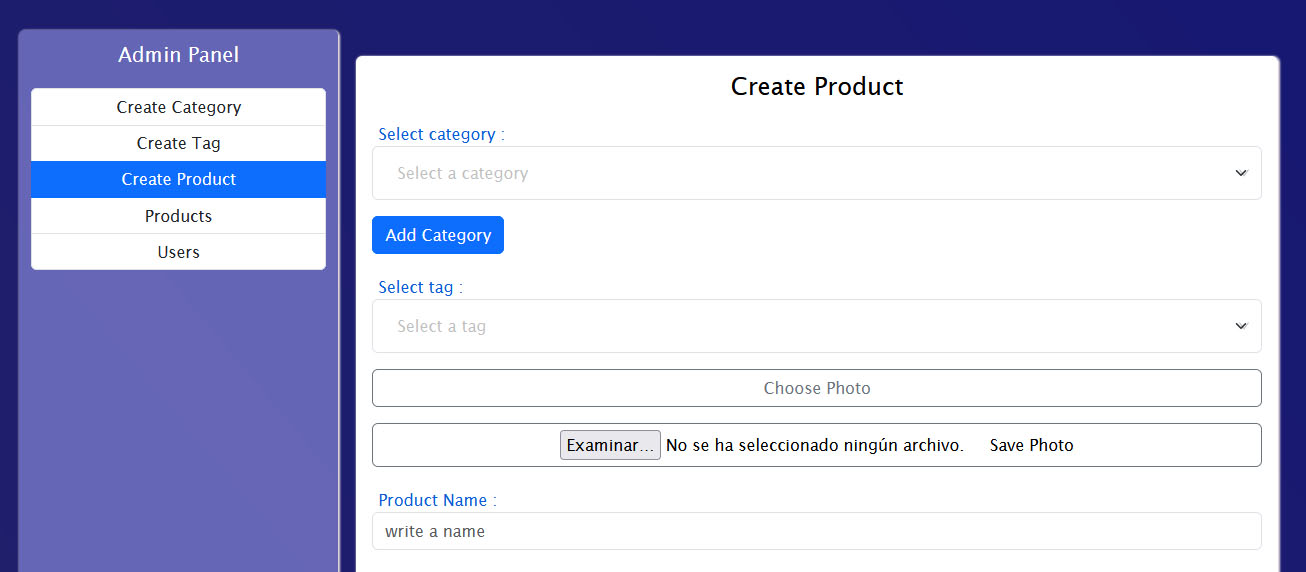 Admin Panel
Create Category
Create Tag
Create Product
Products
Users
Create Product
Select category :
Select a category
Add Category
Select tag :
Select a tag
Choose Photo
Examinar... No se ha seleccionado ningún archivo. Save Photo
Product Name :
write a name